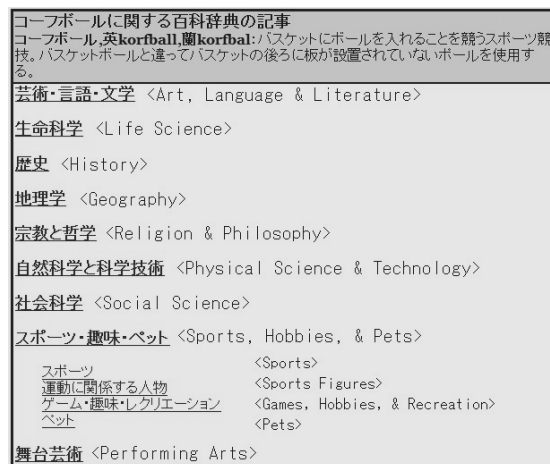 コーフボールに関する百科辞典の記事
コーフボール,英korfball,蘭korfbal:バスケットにボールを入れることを競うスポーツ競
技。バスケットボールと違ってバスケットの後ろに板が設置されていないポールを使用す
る。
芸術・言語・文学 <Art, Language & Literature>
生命科学 <Life Science>
歴史 <History>
地理学 <Geography>
宗教と哲学 <Religion & Philosophy>
自然科学と科学技術 <Physical Science & Technology>
社会科学 <Social Science>
スポーツ・趣味・ペット <Sports, Hobbies, & Pets>
スポーツ <Sports>
運動に関係する人物 <Sports Figures>
ゲーム・趣味・レクリエーション <Games, Hobbies, & Recreation>
ペット <Pets>
舞台芸術 <Performing Arts>